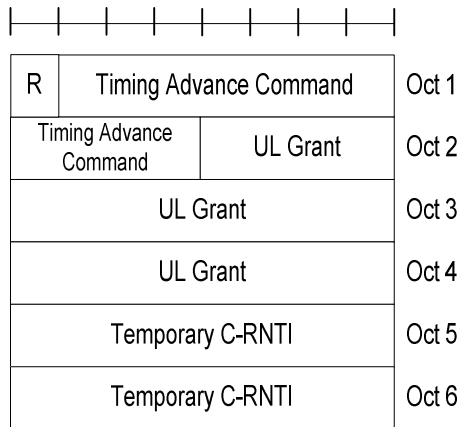 R Timing Advance Command Oct 1
Timing Advance
Command
UL Grant Oct 2
UL Grant Oct 3
UL Grant Oct 4
Temporary C-RNTI Oct 5
Temporary C-RNTI Oct 6